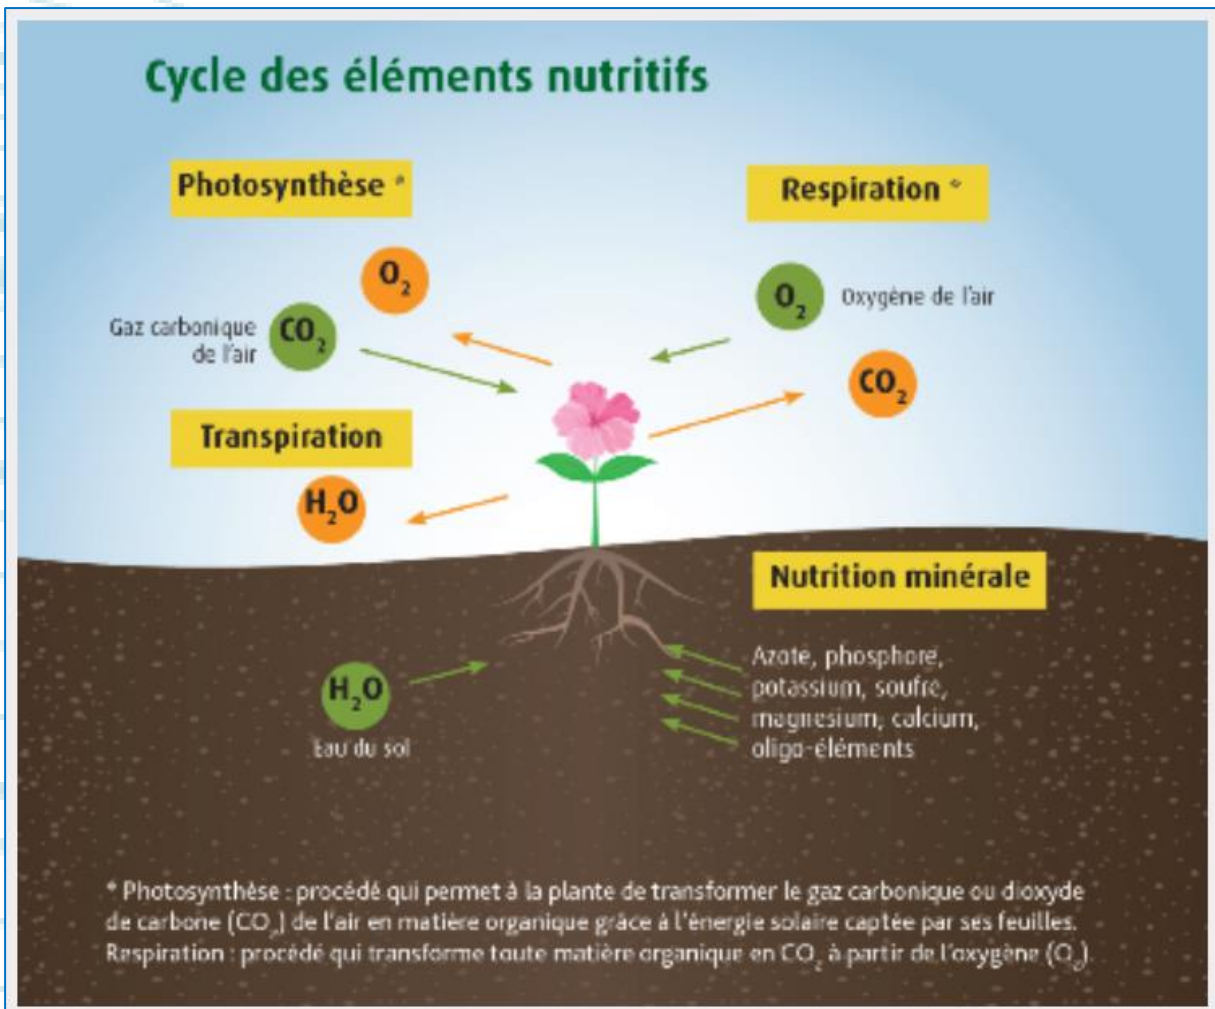 Cycle des éléments nutritifs
Photosynthèse *
O₂
Gaz carbonique
de l'air
CO₂
Transpiration
H₂O
Respiration *
O₂
Oxygène de l'air
CO₂
Nutrition minérale
Azote, phosphore,
potassium, soufre,
magnesium, calcium,
oligo-éléments
H₂O
Eau du sol
* Photosynthèse : procédé qui permet à la plante de transformer le gaz carbonique ou dioxyde
de carbone (CO₂) de l'air en matière organique grâce à l'énergie solaire captée par ses feuilles.
Respiration : procédé qui transforme toute matière organique en CO₂ à partir de l'oxygène (O₂).